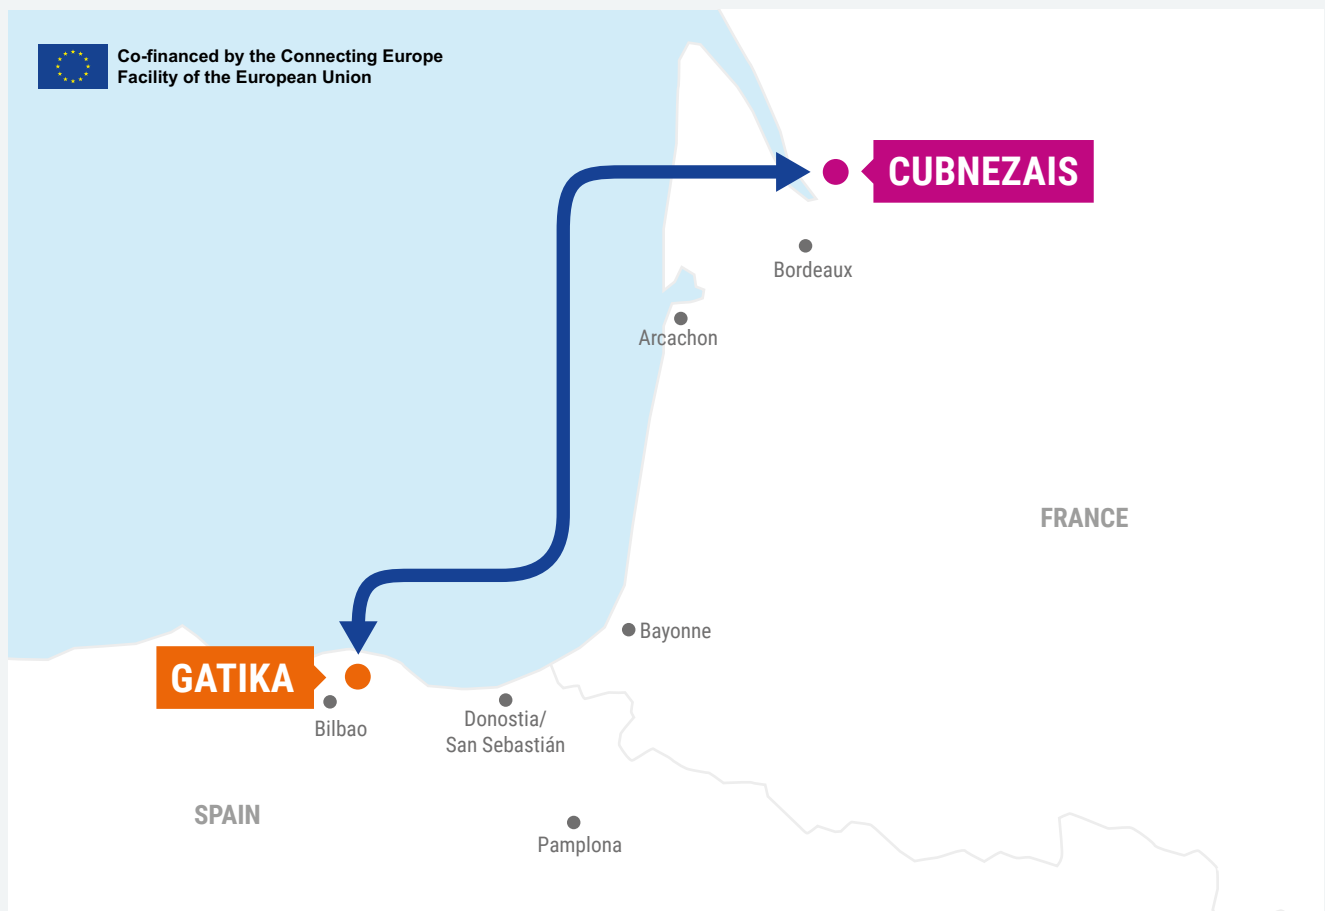 Co-financed by the Connecting Europe
Facility of the European Union
CUBNEZAIS
Bordeaux
Arcachon
FRANCE
Bayonne
GATIKA
Bilbao
Donostia/
San Sebastián
SPAIN
Pamplona